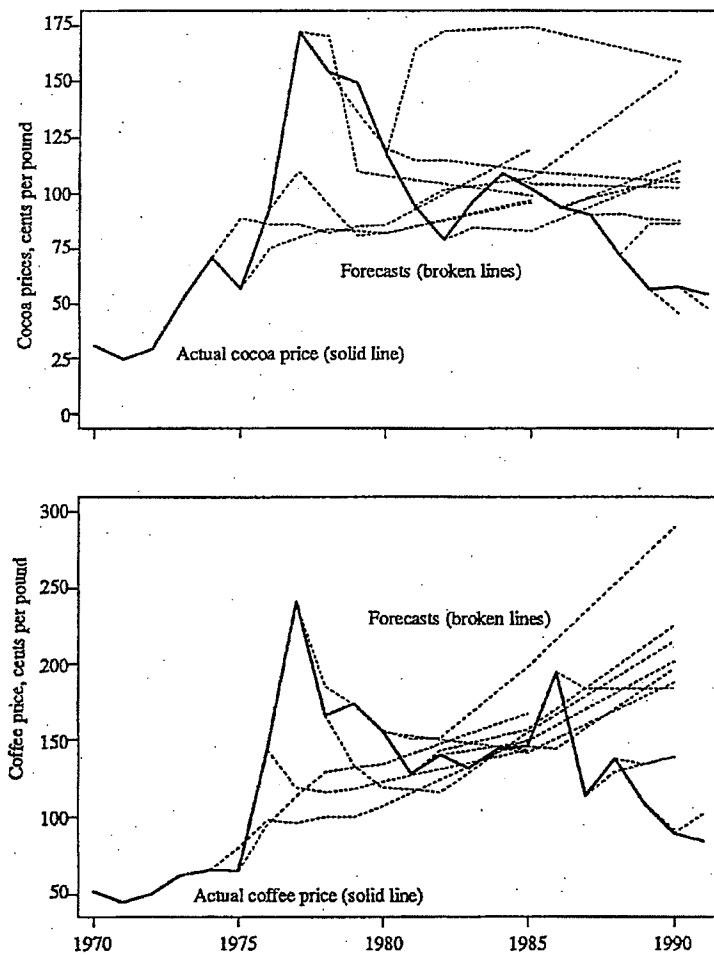 Cocoa prices, cents per pound
175
150
125
100
75
50
25
0
Forecasts (broken lines)
Actual cocoa price (solid line)
Coffee price, cents per pound
300
250
200
150
100
50
Forecasts (broken lines)
Actual coffee price (solid line)
1970 1975 1980 1985 1990